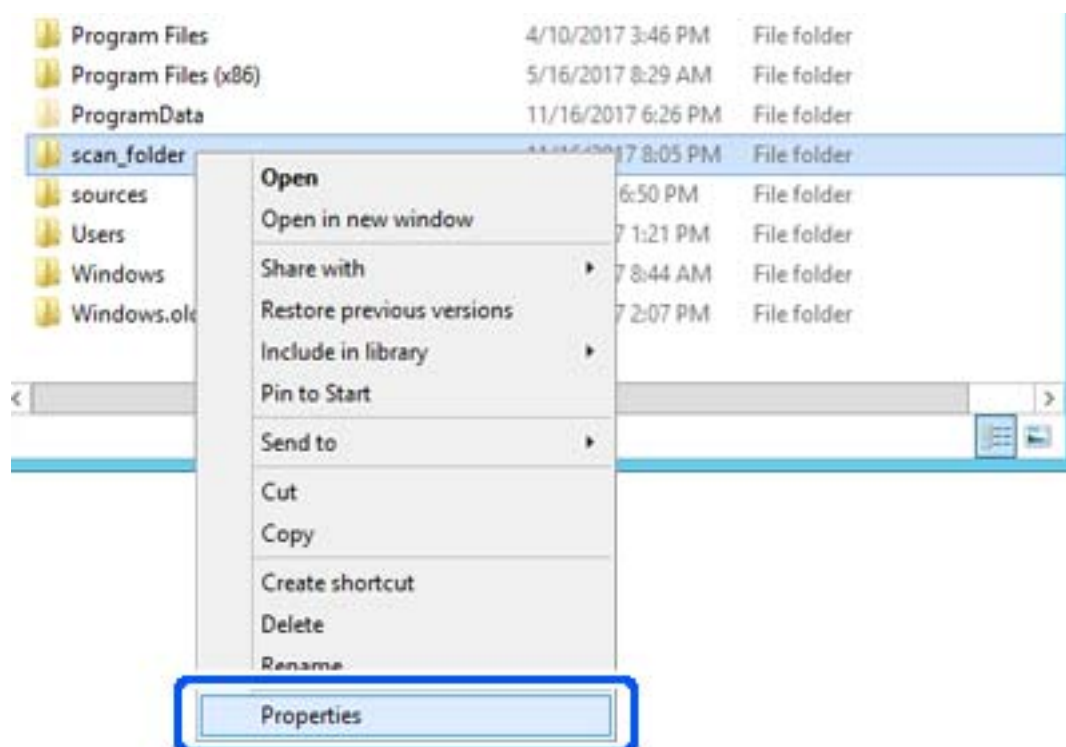 Program Files 4/10/2017 3:46 PM File folder
Program Files (x86) 5/16/2017 8:29 AM File folder
ProgramData 11/16/2017 6:26 PM File folder
scan_folder 17 8:05 PM File folder
Open
sources 6:50 PM File folder
Open in new window
Users 7 1:21 PM File folder
Share with
Windows 7 8:44 AM File folder
Restore previous versions
Windows.old 7 2:07 PM File folder
Include in library
Pin to Start
Send to
Cut
Copy
Create shortcut
Delete
Rename
Properties